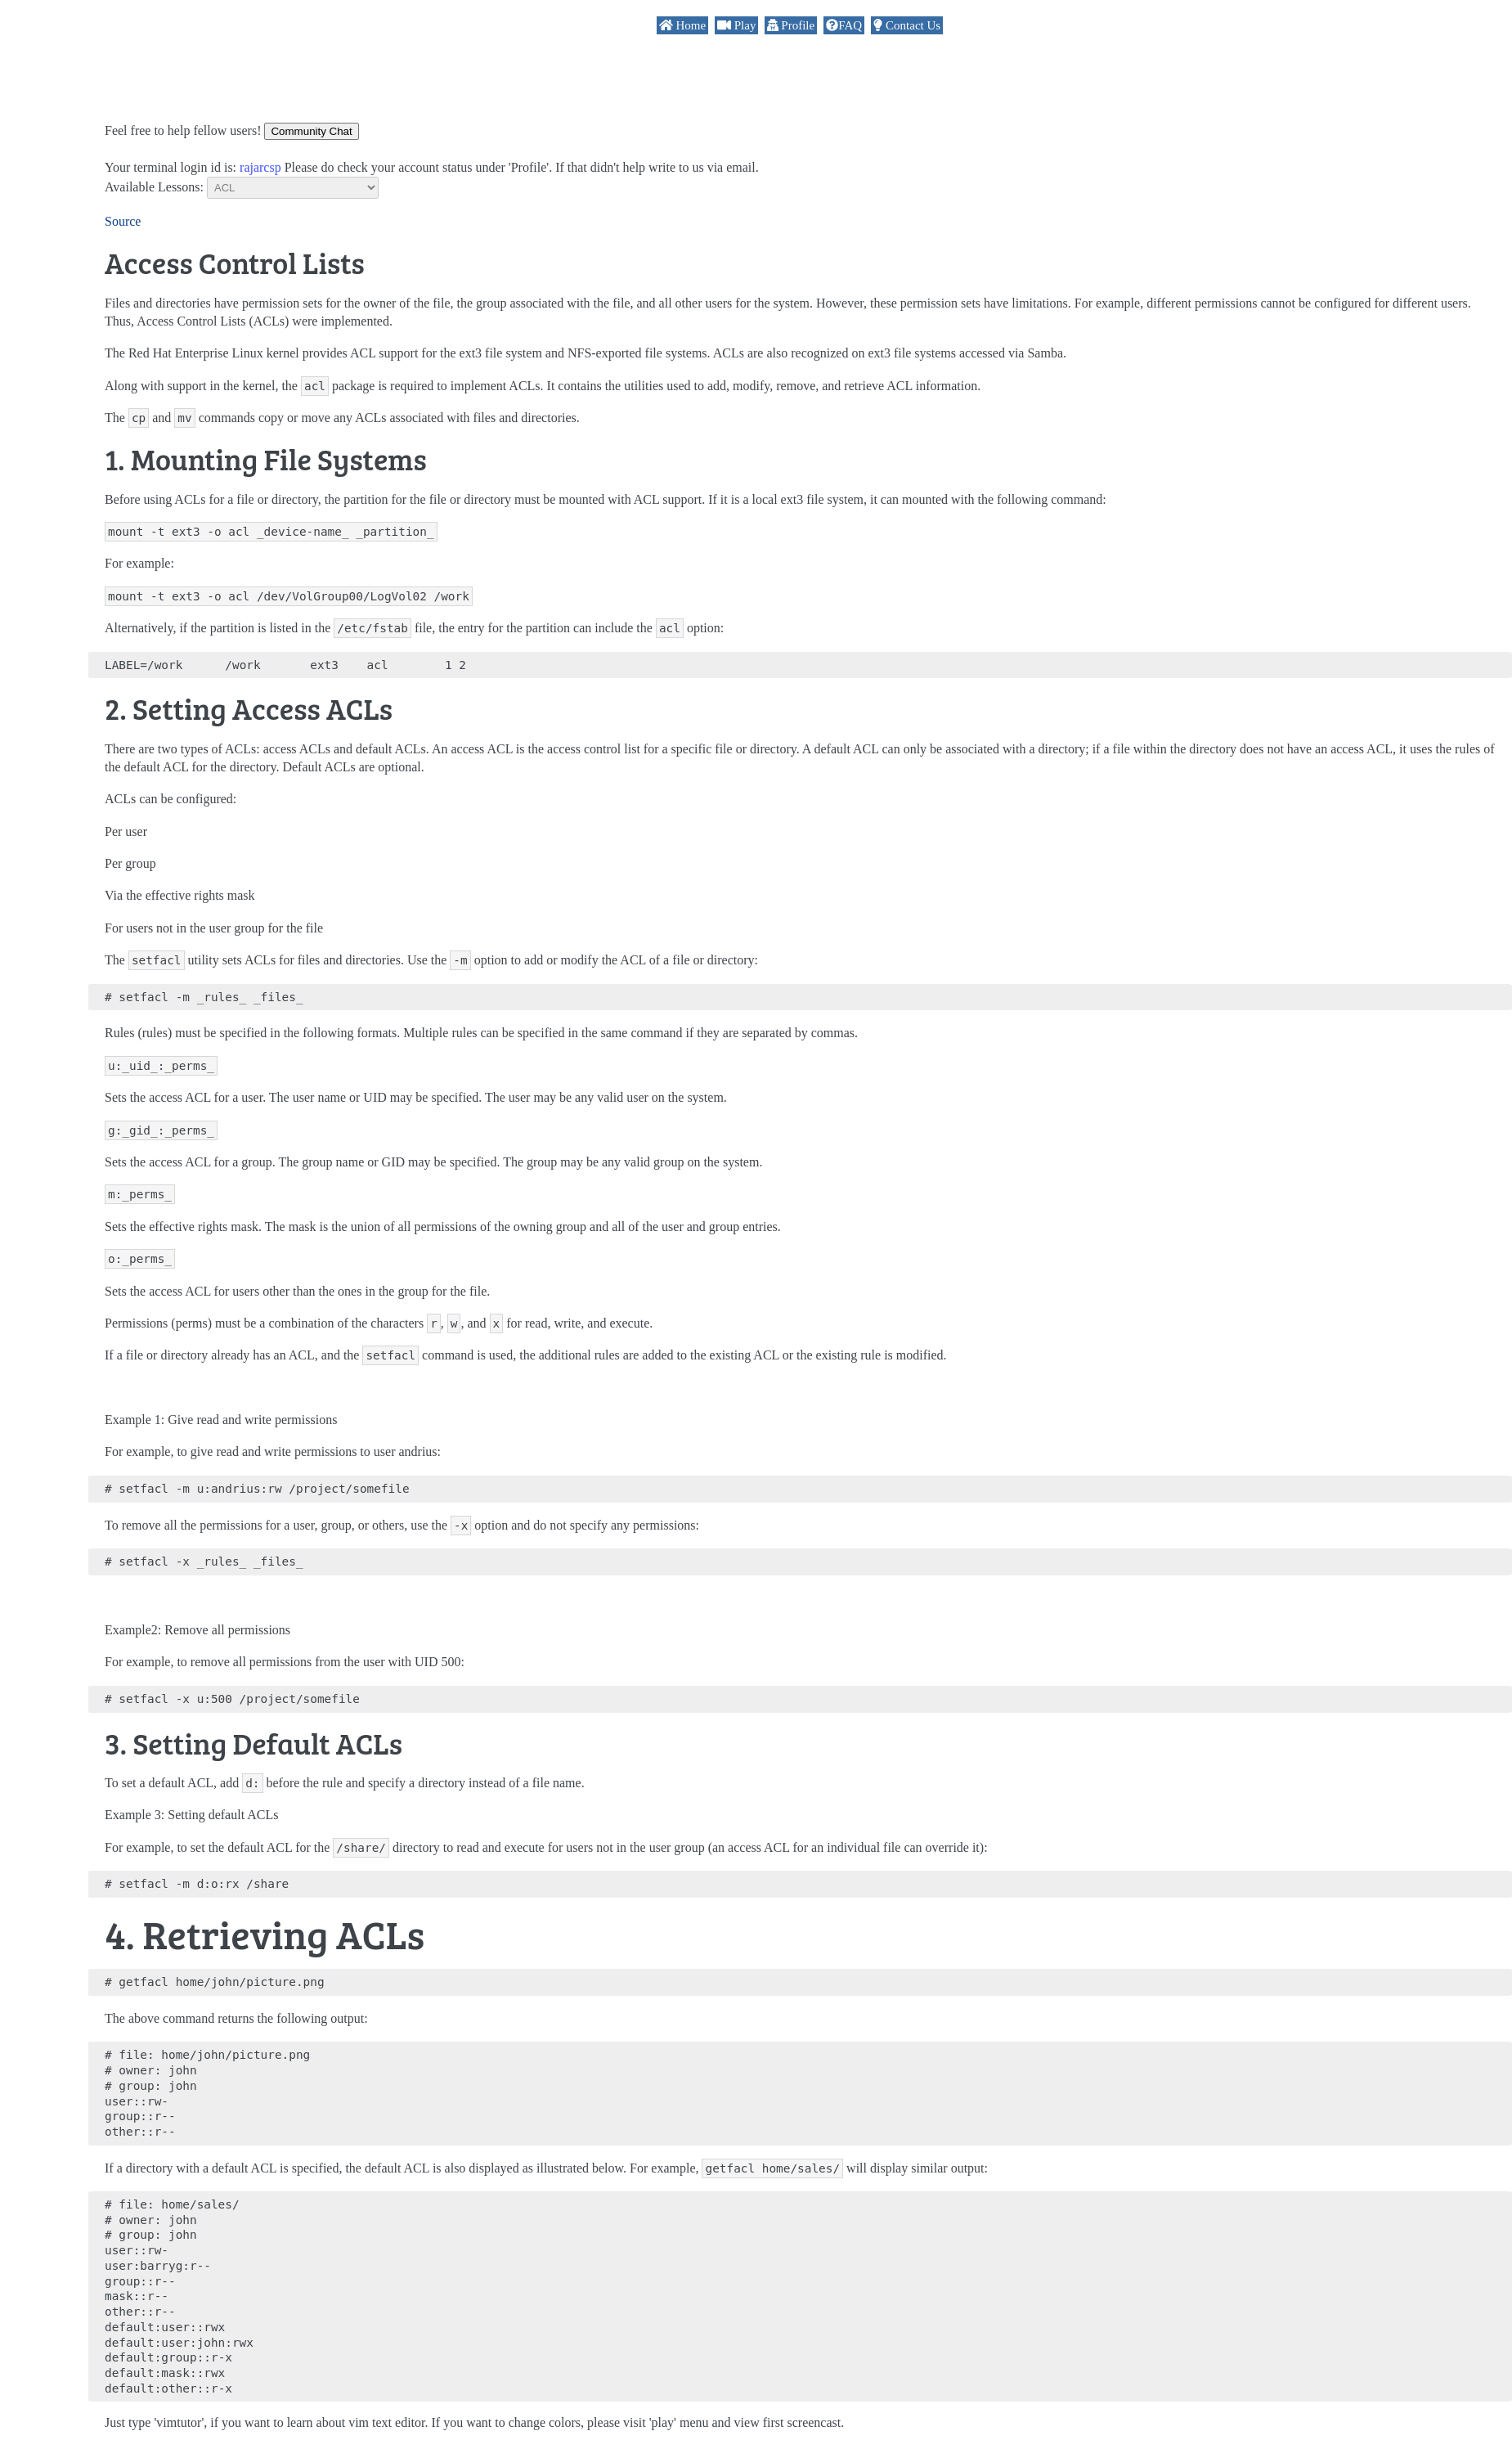 Home Play Profile FAQ Contact Us
Feel free to help fellow users! Community Chat
Your terminal login id is: rajarcsp Please do check your account status under 'Profile'. If that didn't help write to us via email.
Available Lessons: ACL
Source
Access Control Lists
Files and directories have permission sets for the owner of the file, the group associated with the file, and all other users for the system. However, these permission sets have limitations. For example, different permissions cannot be configured for different users.
Thus, Access Control Lists (ACLs) were implemented.
The Red Hat Enterprise Linux kernel provides ACL support for the ext3 file system and NFS-exported file systems. ACLs are also recognized on ext3 file systems accessed via Samba.
Along with support in the kernel, the acl package is required to implement ACLs. It contains the utilities used to add, modify, remove, and retrieve ACL information.
The cp and mv commands copy or move any ACLs associated with files and directories.
1. Mounting File Systems
Before using ACLs for a file or directory, the partition for the file or directory must be mounted with ACL support. If it is a local ext3 file system, it can mounted with the following command:
mount -t ext3 -o acl _device-name_ _partition_
For example:
mount -t ext3 -o acl /dev/VolGroup00/LogVol02 /work
Alternatively, if the partition is listed in the /etc/fstab file, the entry for the partition can include the acl option:
LABEL=/work      /work       ext3    acl        1 2
2. Setting Access ACLs
There are two types of ACLs: access ACLs and default ACLs. An access ACL is the access control list for a specific file or directory. A default ACL can only be associated with a directory; if a file within the directory does not have an access ACL, it uses the rules of
the default ACL for the directory. Default ACLs are optional.
ACLs can be configured:
Per user
Per group
Via the effective rights mask
For users not in the user group for the file
The setfacl utility sets ACLs for files and directories. Use the -m option to add or modify the ACL of a file or directory:
# setfacl -m _rules_ _files_
Rules (rules) must be specified in the following formats. Multiple rules can be specified in the same command if they are separated by commas.
u:_uid_:_perms_
Sets the access ACL for a user. The user name or UID may be specified. The user may be any valid user on the system.
g:_gid_:_perms_
Sets the access ACL for a group. The group name or GID may be specified. The group may be any valid group on the system.
m:_perms_
Sets the effective rights mask. The mask is the union of all permissions of the owning group and all of the user and group entries.
o:_perms_
Sets the access ACL for users other than the ones in the group for the file.
Permissions (perms) must be a combination of the characters r, w, and x for read, write, and execute.
If a file or directory already has an ACL, and the setfacl command is used, the additional rules are added to the existing ACL or the existing rule is modified.
Example 1: Give read and write permissions
For example, to give read and write permissions to user andrius:
# setfacl -m u:andrius:rw /project/somefile
To remove all the permissions for a user, group, or others, use the -x option and do not specify any permissions:
# setfacl -x _rules_ _files_
Example2: Remove all permissions
For example, to remove all permissions from the user with UID 500:
# setfacl -x u:500 /project/somefile
3. Setting Default ACLs
To set a default ACL, add d: before the rule and specify a directory instead of a file name.
Example 3: Setting default ACLs
For example, to set the default ACL for the /share/ directory to read and execute for users not in the user group (an access ACL for an individual file can override it):
# setfacl -m d:o:rx /share
4. Retrieving ACLs
# getfacl home/john/picture.png
The above command returns the following output:
# file: home/john/picture.png
# owner: john
# group: john
user::rw-
group::r--
other::r--
If a directory with a default ACL is specified, the default ACL is also displayed as illustrated below. For example, getfacl home/sales/ will display similar output:
# file: home/sales/
# owner: john
# group: john
user::rw-
user:barryg:r--
group::r--
mask::r--
other::r--
default:user::rwx
default:user:john:rwx
default:group::r-x
default:mask::rwx
default:other::r-x
Just type 'vimtutor', if you want to learn about vim text editor. If you want to change colors, please visit 'play' menu and view first screencast.